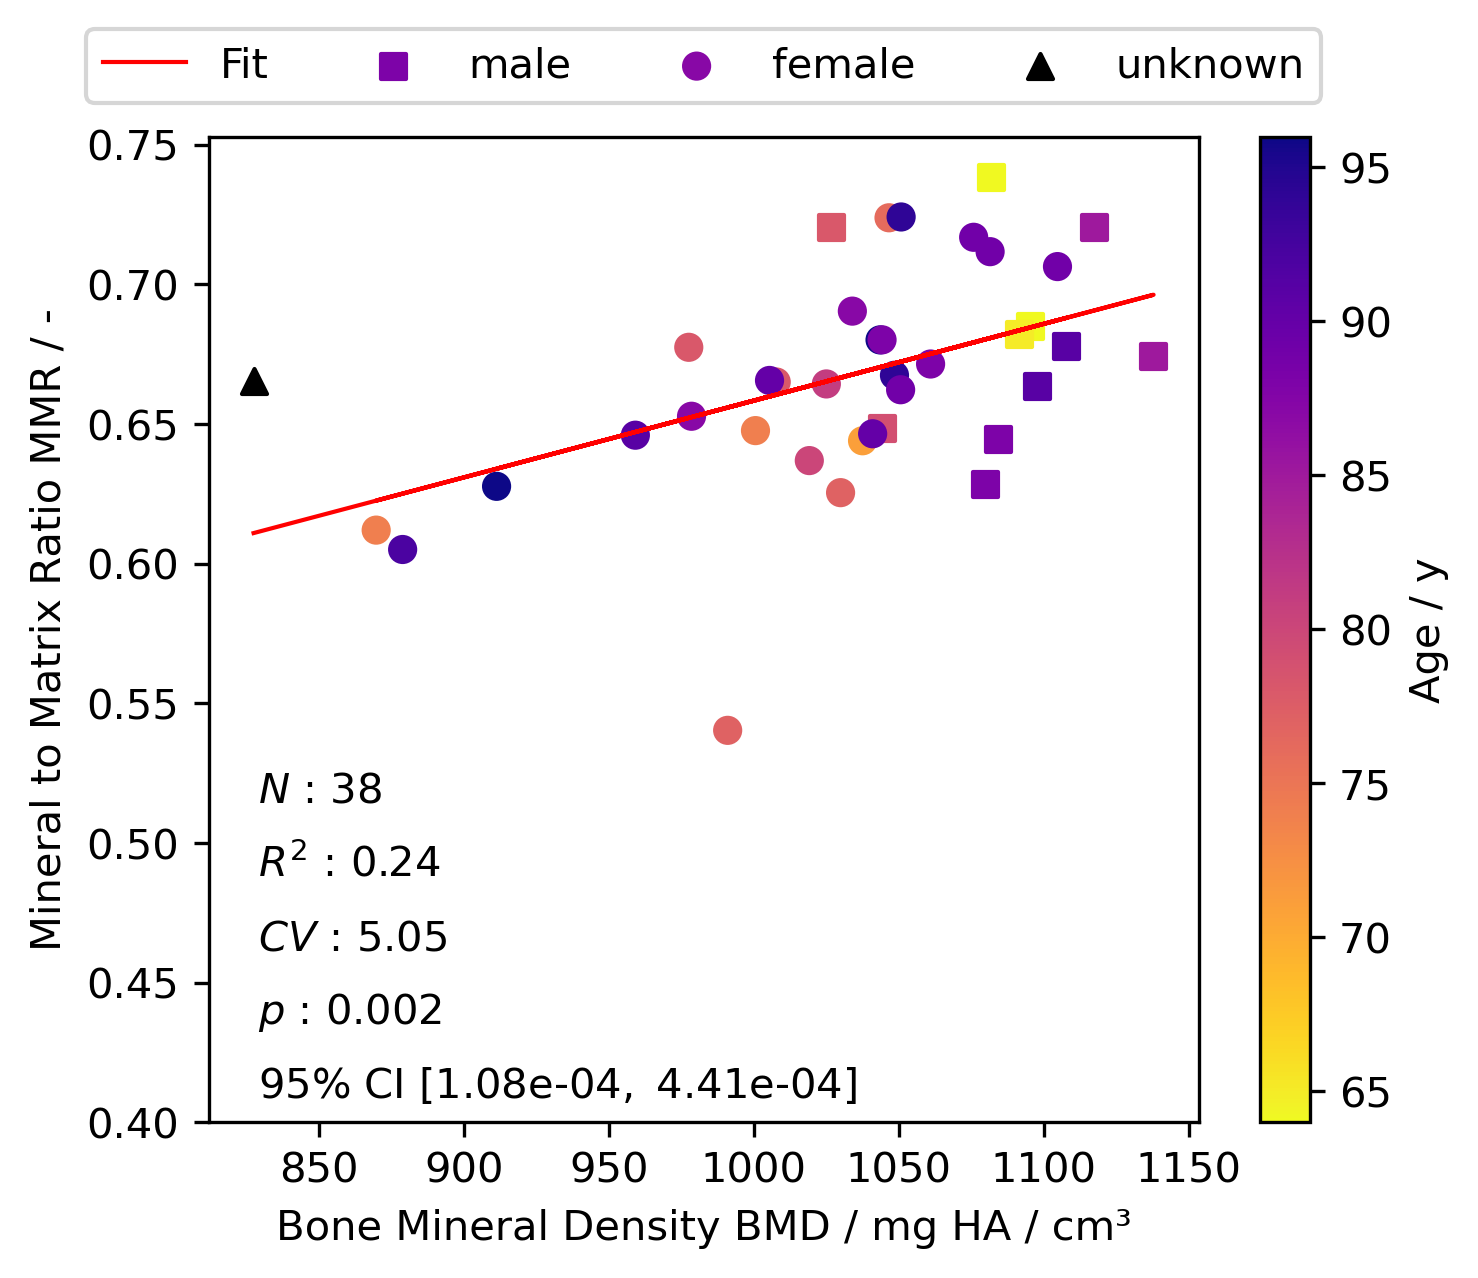 Fit male female unknown
0.75
0.70
0.65
0.60
0.55
0.50
0.45
0.40
Mineral to Matrix Ratio MMR / -
N : 38
R² : 0.24
CV : 5.05
p : 0.002
95% CI [1.08e-04, 4.41e-04]
850 900 950 1000 1050 1100 1150
Bone Mineral Density BMD / mg HA / cm³
95
90
85
80
75
70
65
Age / y